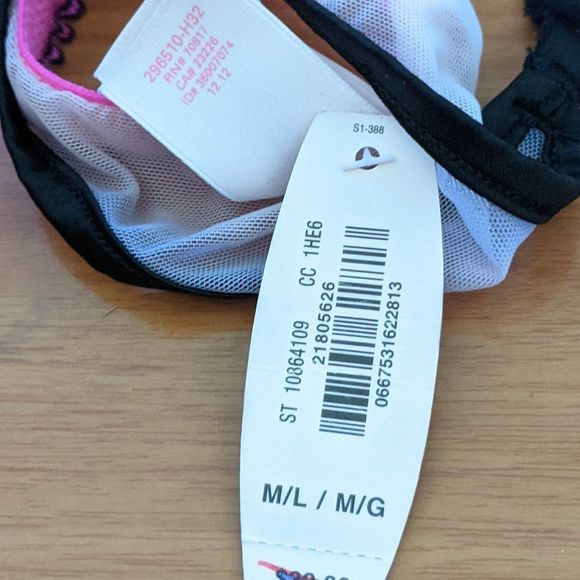 296510-H32
RN# 70817
CA# 23226
ID# 36007074
12 12
S1-388
ST 10864109 CC 1HE6
21805626
0667531622813
M/L / M/G